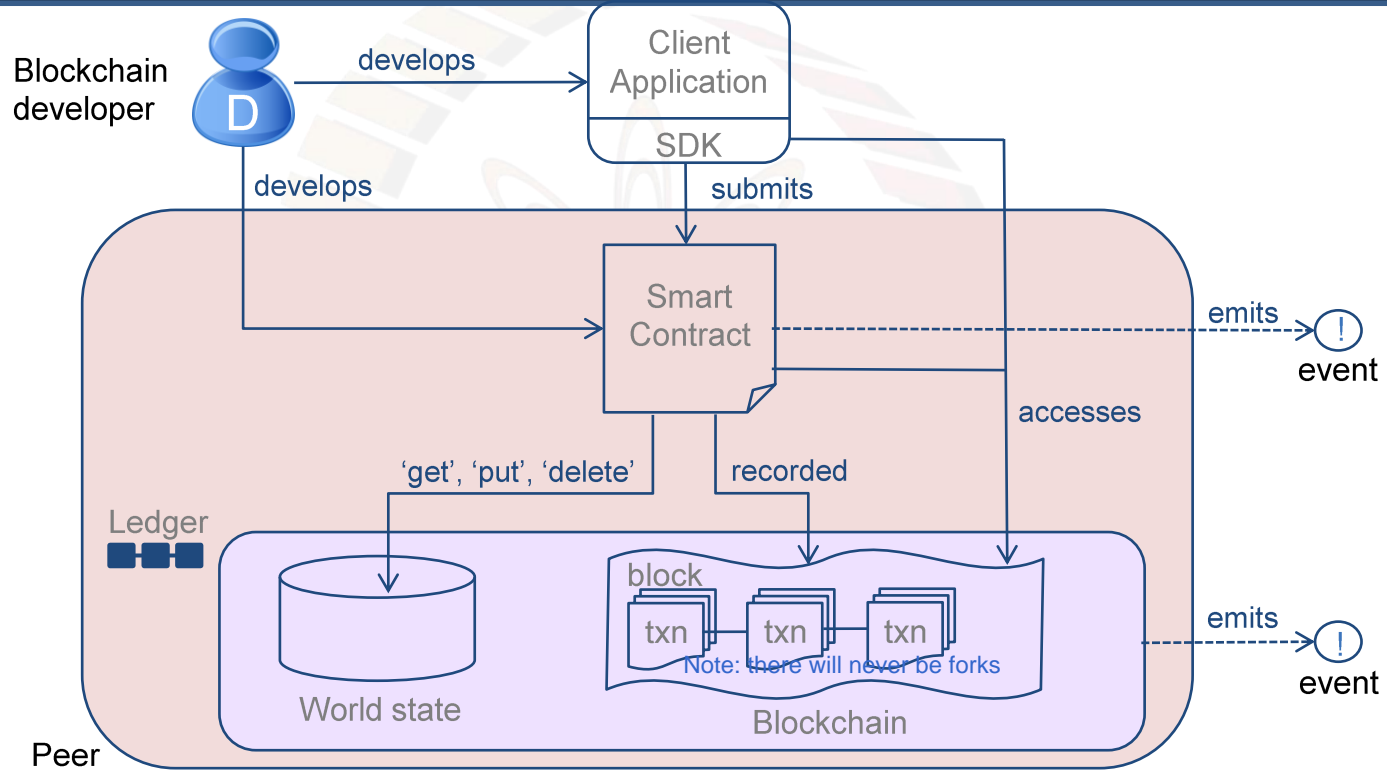 Blockchain
developer
D
develops
Client
Application
SDK
develops
submits
Smart
Contract
emits
!
event
accesses
‘get’, ‘put’, ‘delete’
recorded
Ledger
block
txn
txn
txn
Note: there will never be forks
World state
Blockchain
emits
!
event
Peer